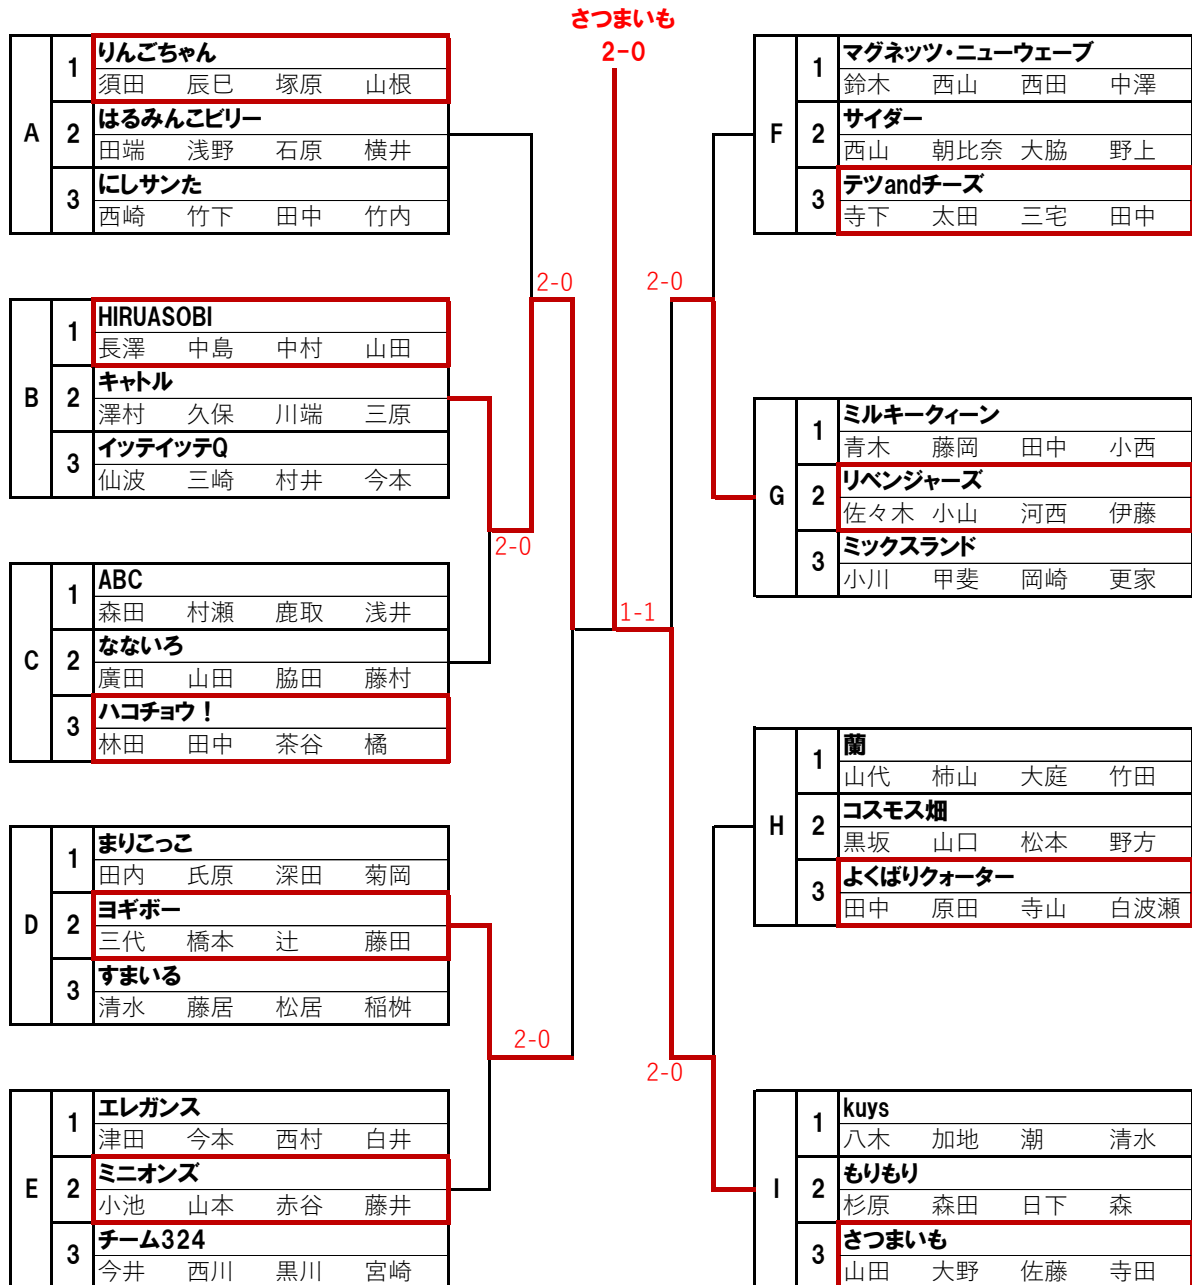 さつまいも
2-0
A
1
りんごちゃん
須田 辰巳 塚原 山根
2
はるみんこビリー
田端 浅野 石原 横井
3
にしサンた
西崎 竹下 田中 竹内
B
1
HIRUASOBI
長澤 中島 中村 山田
2
キャトル
澤村 久保 川端 三原
3
イッテイッテQ
仙波 三崎 村井 今本
C
1
ABC
森田 村瀬 鹿取 浅井
2
なないろ
廣田 山田 脇田 藤村
3
ハコチョウ！
林田 田中 茶谷 橘
D
1
まりこっこ
田内 氏原 深田 菊岡
2
ヨギボー
三代 橋本 辻 藤田
3
すまいる
清水 藤居 松居 稲桝
E
1
エレガンス
津田 今本 西村 白井
2
ミニオンズ
小池 山本 赤谷 藤井
3
チーム324
今井 西川 黒川 宮崎
2-0
2-0
2-0
1-1
2-0
2-0
F
1
マグネッツ・ニューウェーブ
鈴木 西山 西田 中澤
2
サイダー
西山 朝比奈 大脇 野上
3
テツandチーズ
寺下 太田 三宅 田中
G
1
ミルキークィーン
青木 藤岡 田中 小西
2
リベンジャーズ
佐々木 小山 河西 伊藤
3
ミックスランド
小川 甲斐 岡崎 更家
H
1
蘭
山代 柿山 大庭 竹田
2
コスモス畑
黒坂 山口 松本 野方
3
よくばりクォーター
田中 原田 寺山 白波瀬
I
1
kuys
八木 加地 潮 清水
2
もりもり
杉原 森田 日下 森
3
さつまいも
山田 大野 佐藤 寺田